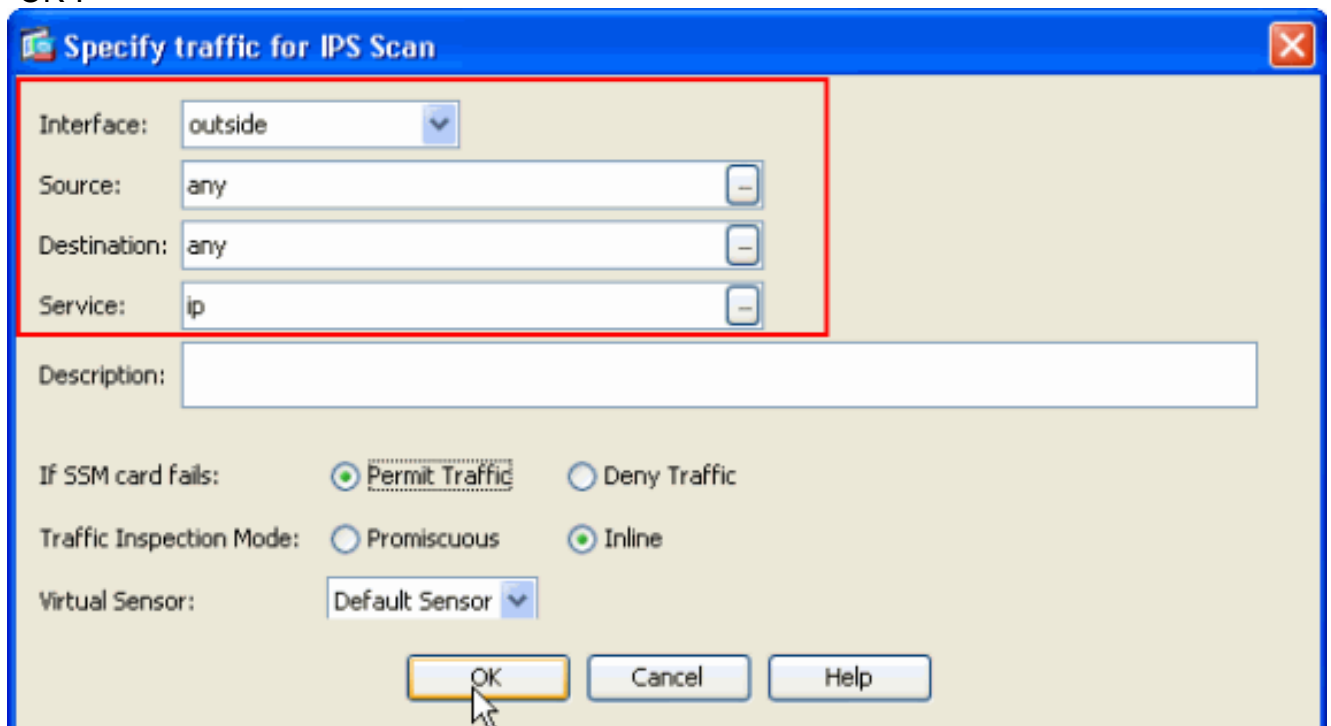 OK .
Specify traffic for IPS Scan
Interface: outside
Source: any
Destination: any
Service: ip
Description:
If SSM card fails: Permit Traffic Deny Traffic
Traffic Inspection Mode: Promiscuous Inline
Virtual Sensor: Default Sensor
OK Cancel Help